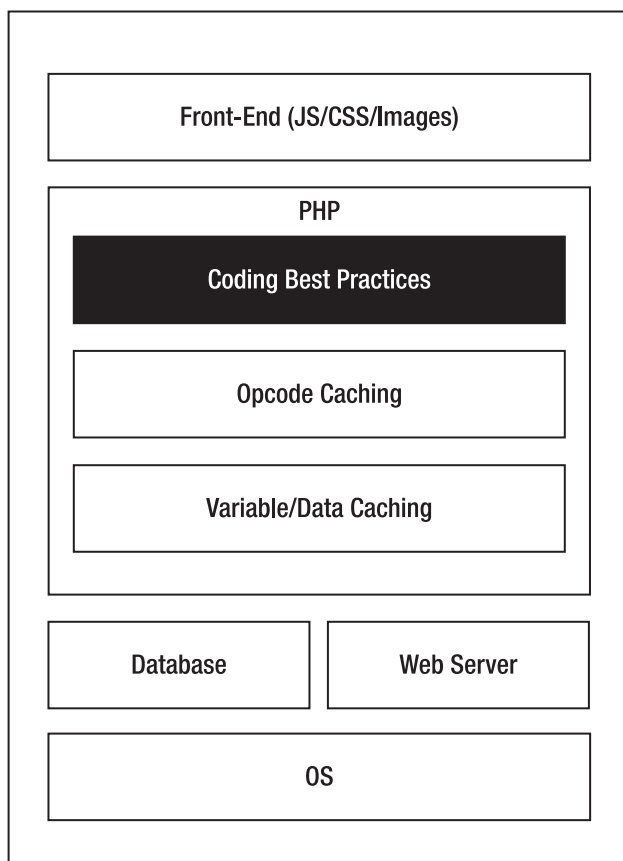 Front-End (JS/CSS/Images)
PHP
Coding Best Practices
Opcode Caching
Variable/Data Caching
Database
Web Server
OS